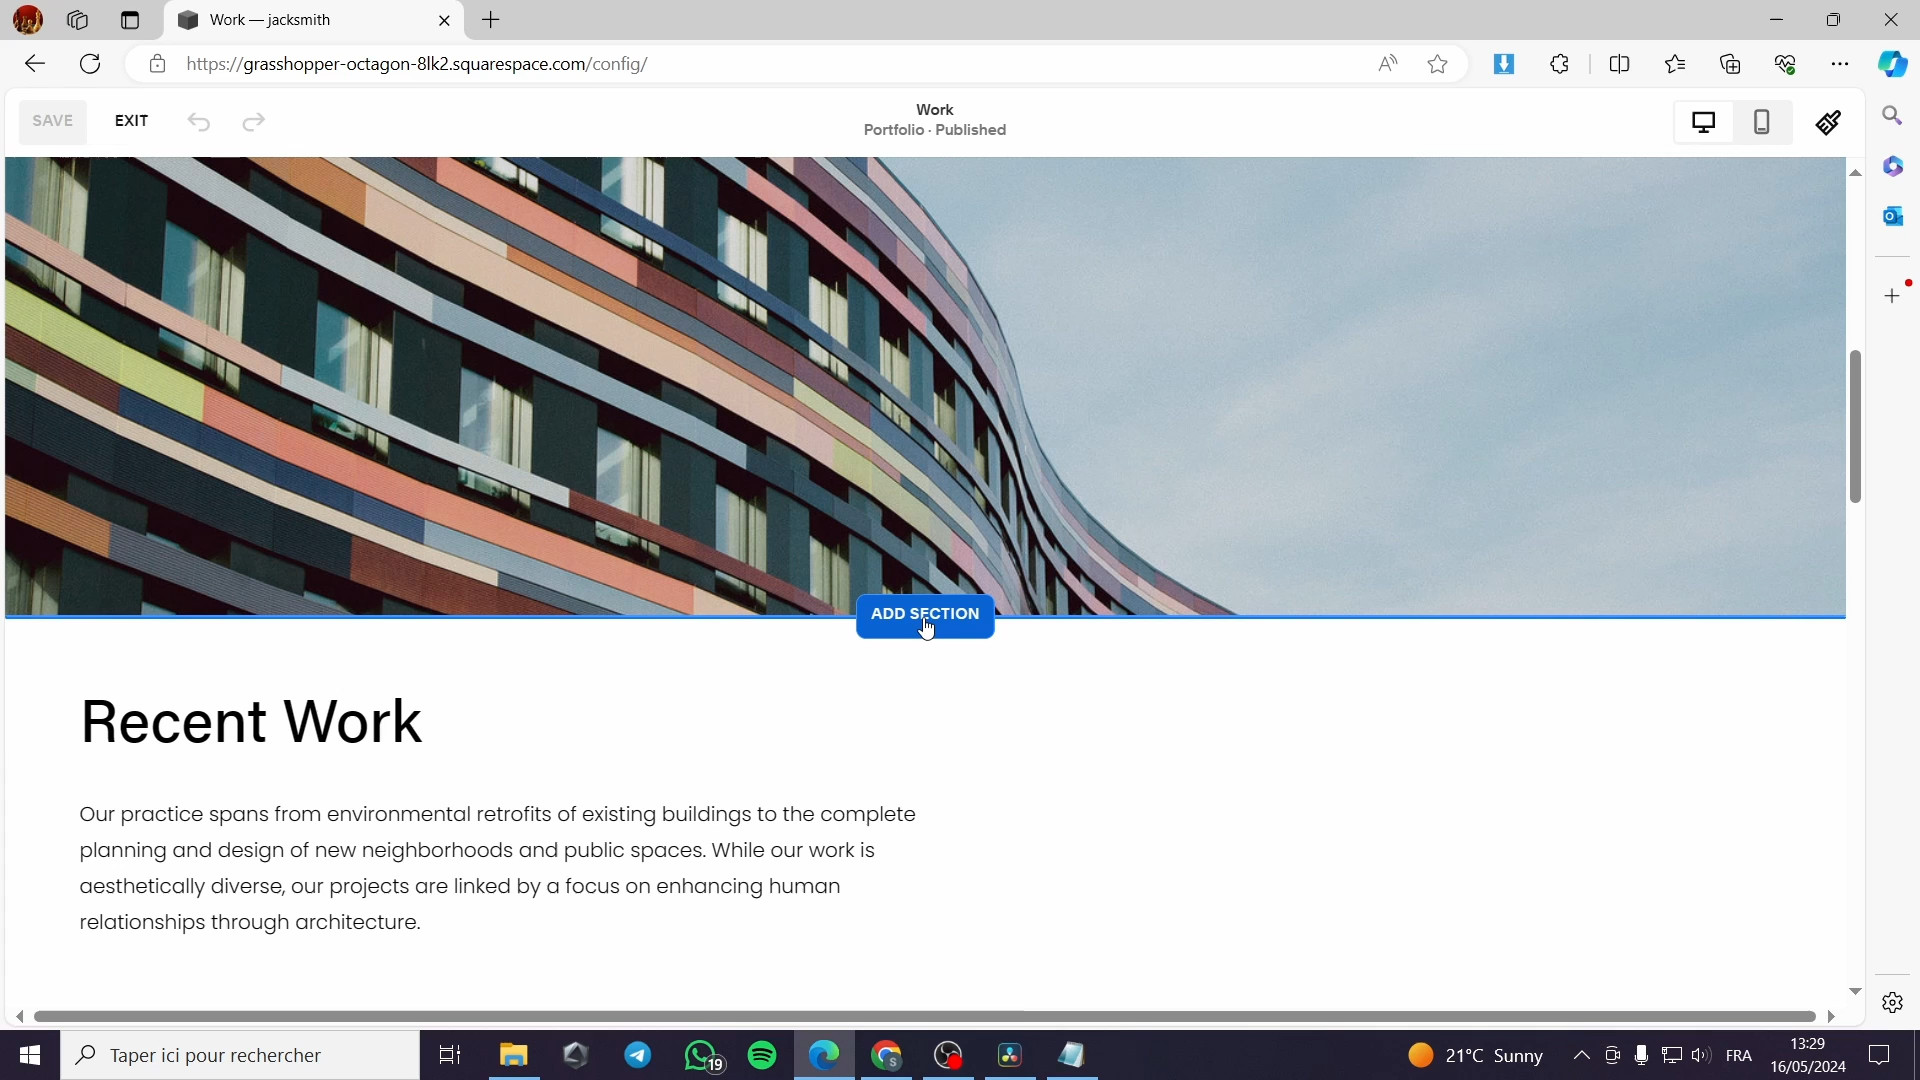 Work — jacksmith
https://grasshopper-octagon-8lk2.squarespace.com/config/
SAVE
EXIT
Work
Portfolio · Published
ADD SECTION
Recent Work
Our practice spans from environmental retrofits of existing buildings to the complete
planning and design of new neighborhoods and public spaces. While our work is
aesthetically diverse, our projects are linked by a focus on enhancing human
relationships through architecture.
Taper ici pour rechercher
19
21°C Sunny
FRA
13:29
16/05/2024